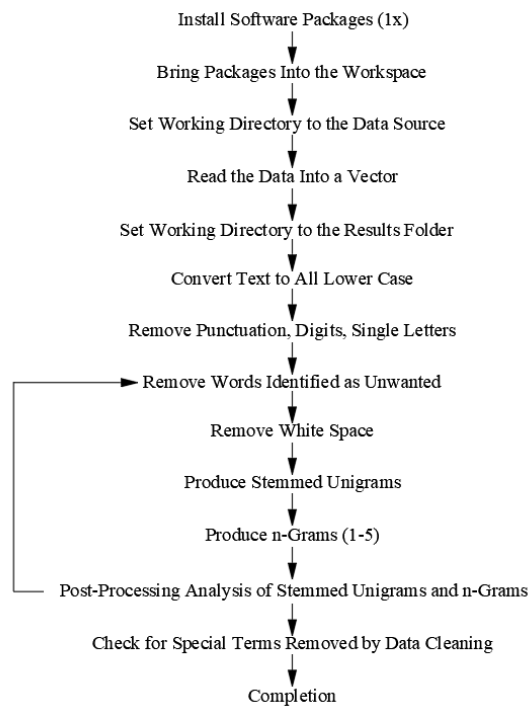 Install Software Packages (1x)
Bring Packages Into the Workspace
Set Working Directory to the Data Source
Read the Data Into a Vector
Set Working Directory to the Results Folder
Convert Text to All Lower Case
Remove Punctuation, Digits, Single Letters
Remove Words Identified as Unwanted
Remove White Space
Produce Stemmed Unigrams
Produce n-Grams (1-5)
Post-Processing Analysis of Stemmed Unigrams and n-Grams
Check for Special Terms Removed by Data Cleaning
Completion